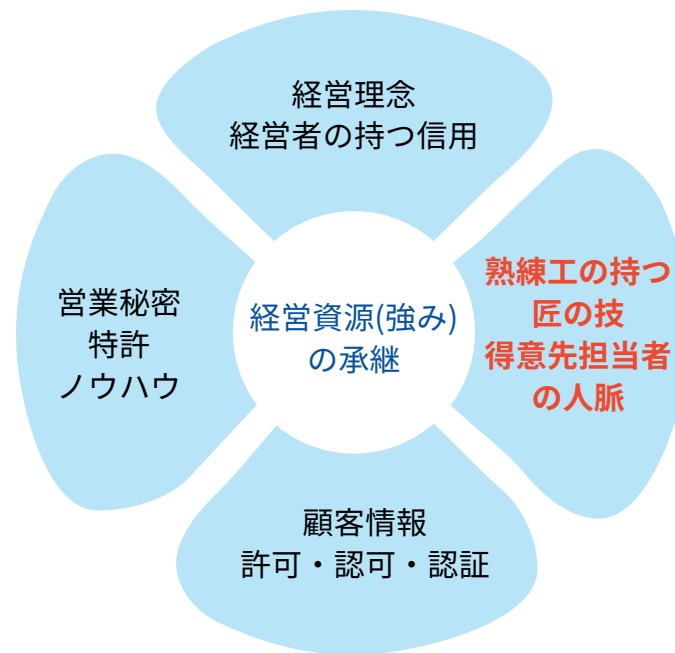 経営理念
経営者の持つ信用
営業秘密
特許
ノウハウ
経営資源(強み)
の承継
熟練工の持つ
匠の技
得意先担当者
の人脈
顧客情報
許可・認可・認証